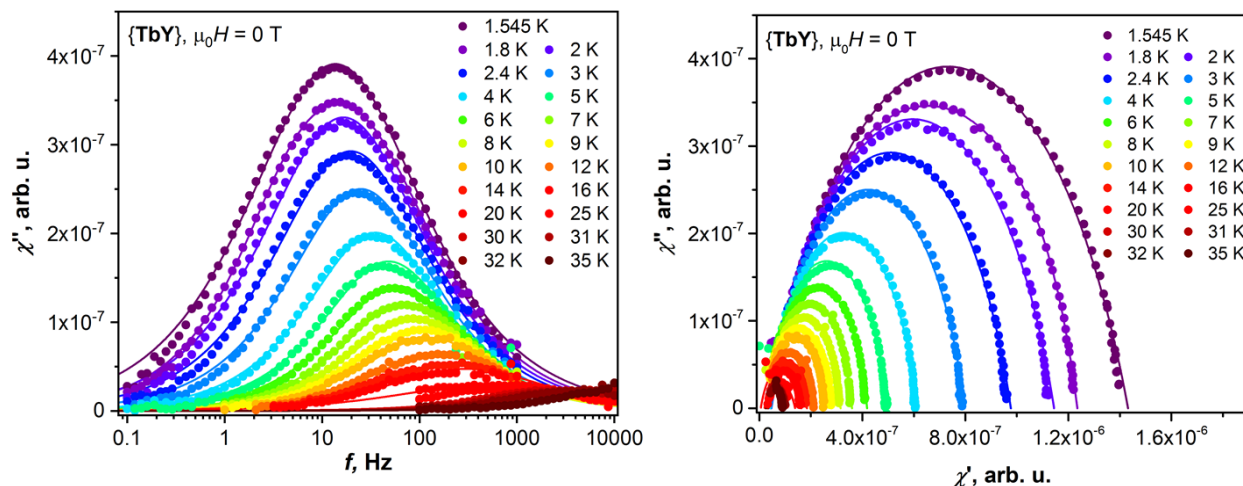 {TbY}, μ₀H = 0 T
1.545 K
1.8 K 2 K
2.4 K 3 K
4 K 5 K
6 K 7 K
8 K 9 K
10 K 12 K
14 K 16 K
20 K 25 K
30 K 31 K
32 K 35 K
4x10⁻⁷
3x10⁻⁷
2x10⁻⁷
1x10⁻⁷
0
χ'', arb. u.
0.1 1 10 100 1000 10000
f, Hz
{TbY}, μ₀H = 0 T
1.545 K
1.8 K 2 K
2.4 K 3 K
4 K 5 K
6 K 7 K
8 K 9 K
10 K 12 K
14 K 16 K
20 K 25 K
30 K 31 K
32 K 35 K
4x10⁻⁷
3x10⁻⁷
2x10⁻⁷
1x10⁻⁷
0
χ'', arb. u.
0.0 4.0x10⁻⁷ 8.0x10⁻⁷ 1.2x10⁻⁶ 1.6x10⁻⁶
χ', arb. u.